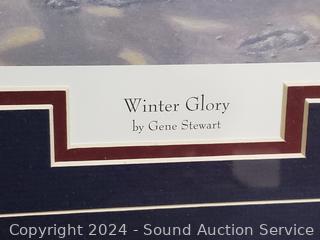 Winter Glory
by Gene Stewart
Copyright 2024 - Sound Auction Service